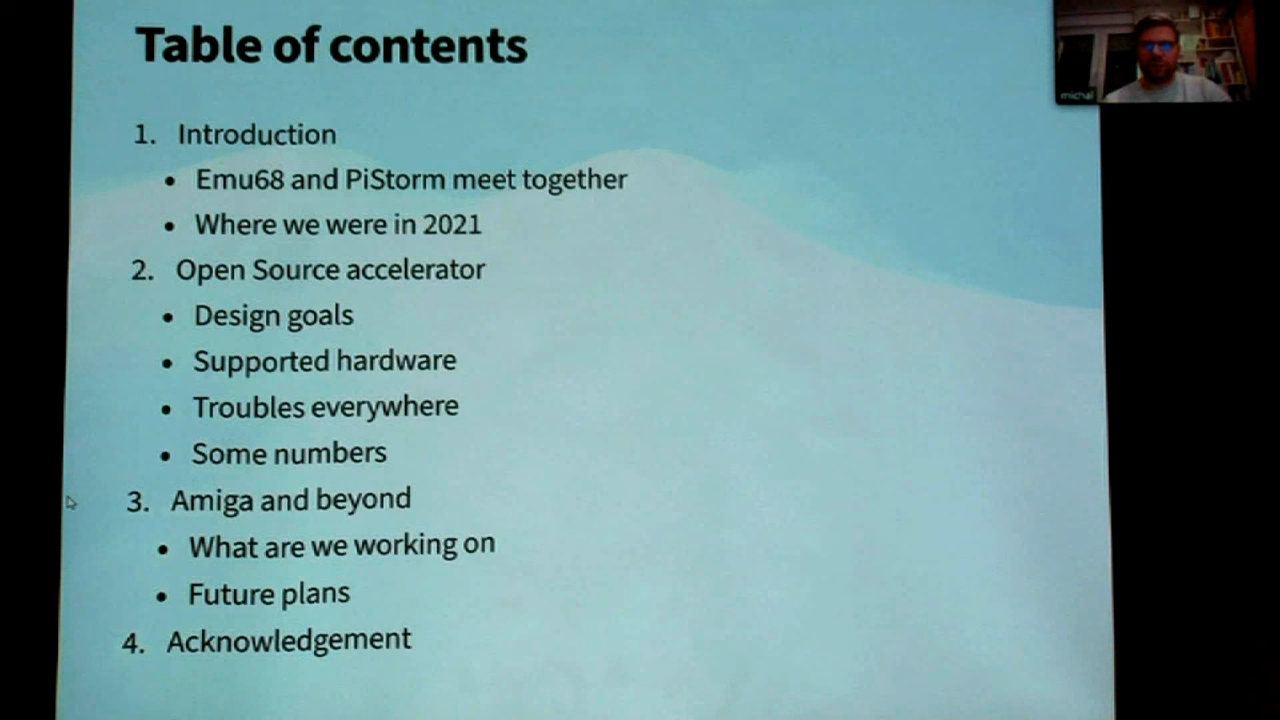 Table of contents
1. Introduction
• Emu68 and PiStorm meet together
• Where we were in 2021
2. Open Source accelerator
• Design goals
• Supported hardware
• Troubles everywhere
• Some numbers
3. Amiga and beyond
• What are we working on
• Future plans
4. Acknowledgement
michal